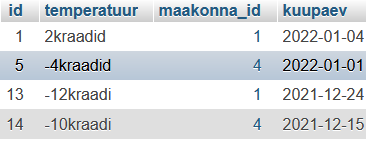 id temperatuur maakonna_id kuupaev
1 2kraadid 1 2022-01-04
5 -4kraadid 4 2022-01-01
13 -12kraadi 1 2021-12-24
14 -10kraadi 4 2021-12-15